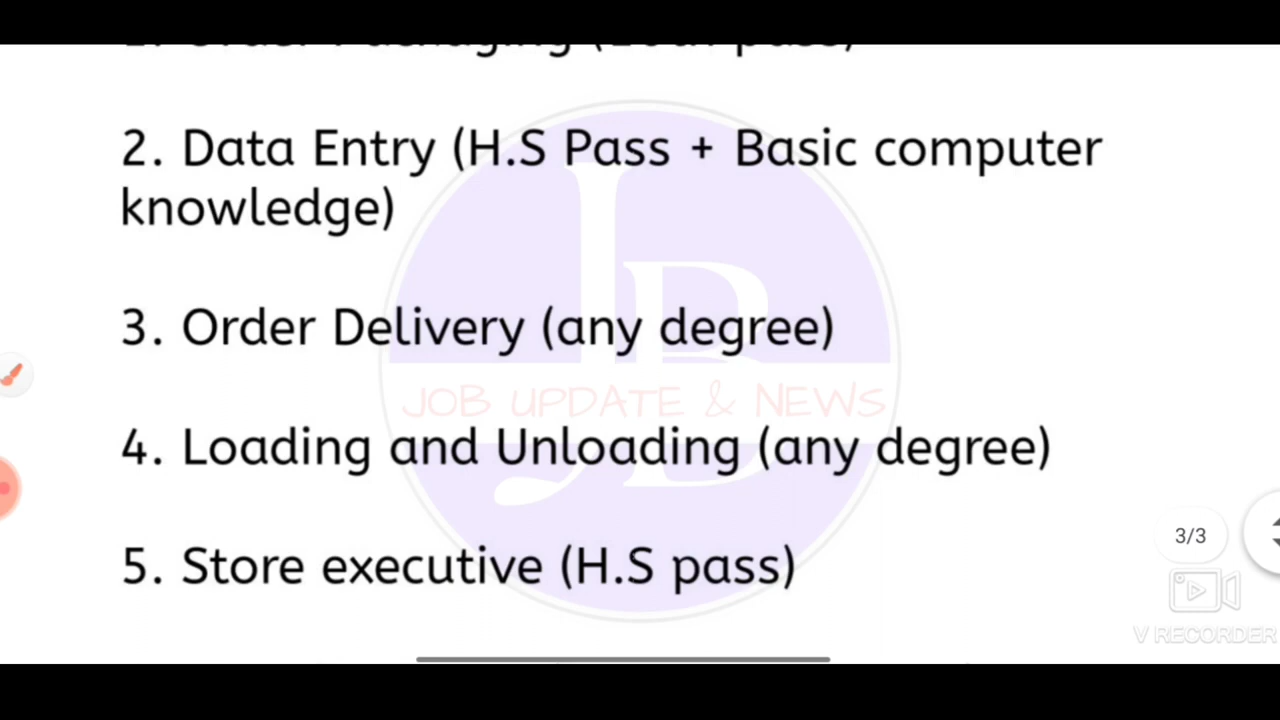 2. Data Entry (H.S Pass + Basic computer
knowledge)
3. Order Delivery (any degree)
JOB UPDATE & NEWS
4. Loading and Unloading (any degree)
5. Store executive (H.S pass)
3/3
V RECORDER